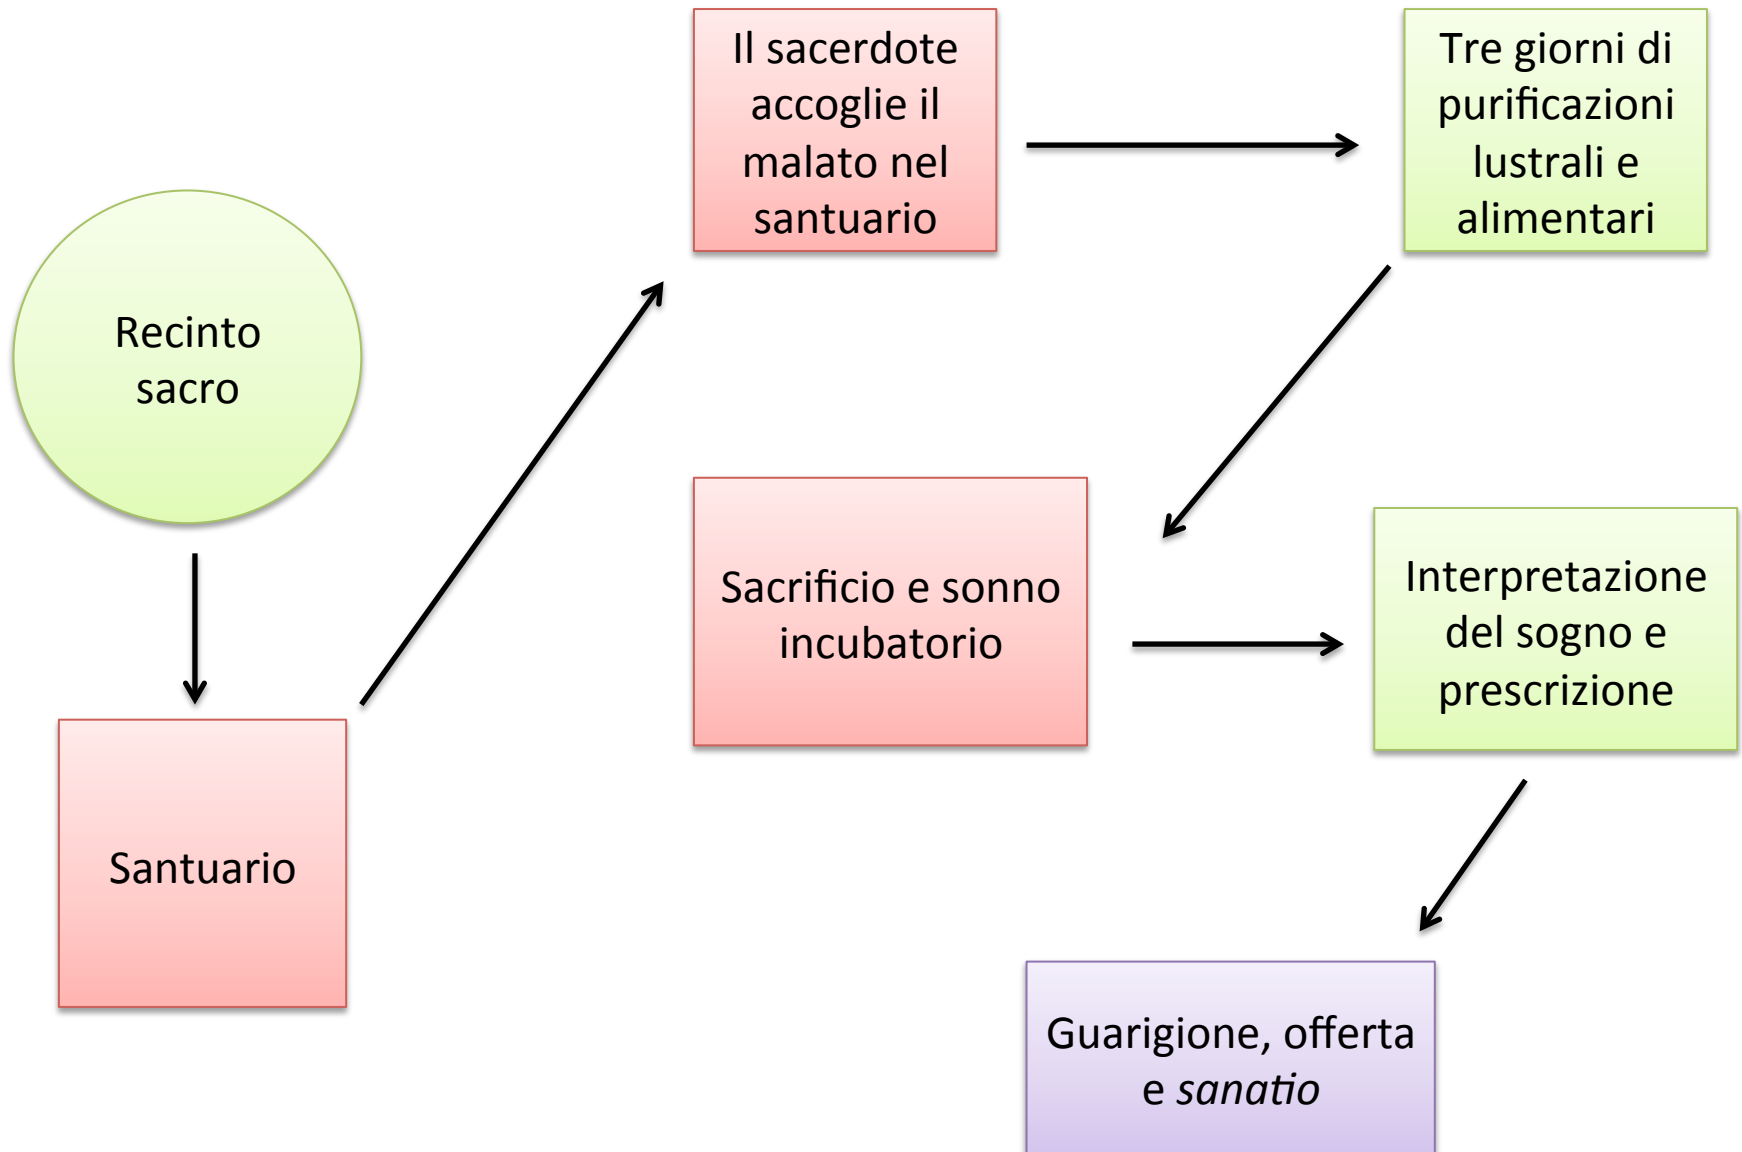 Recinto
sacro
Santuario
Il sacerdote
accoglie il
malato nel
santuario
Tre giorni di
purificazioni
lustrali e
alimentari
Sacrificio e sonno
incubatorio
Interpretazione
del sogno e
prescrizione
Guarigione, offerta
e sanatio